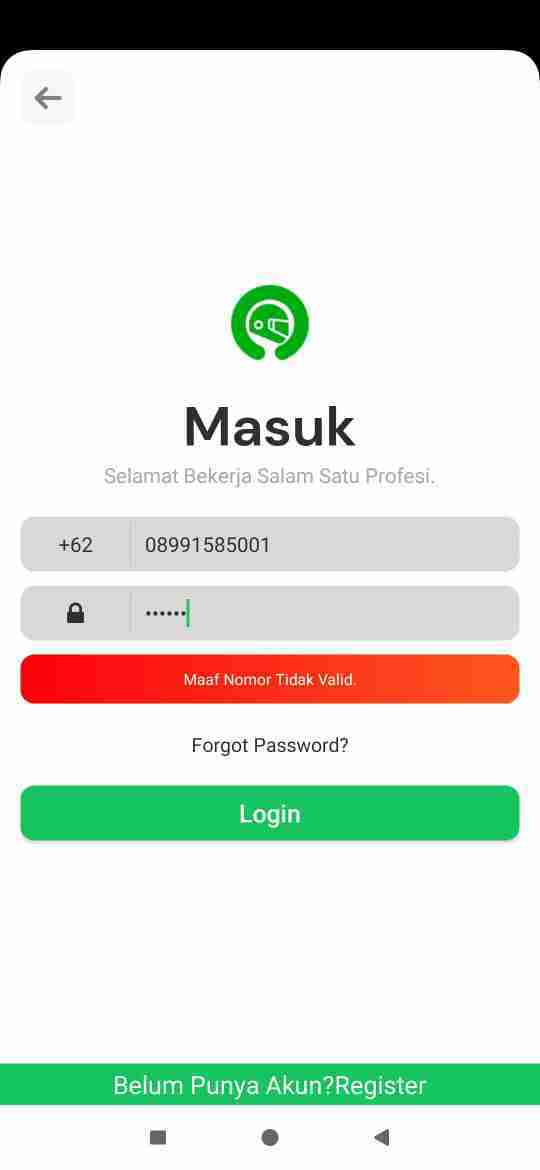 Masuk
Selamat Bekerja Salam Satu Profesi.
+62 08991585001
••••••
Maaf Nomor Tidak Valid.
Forgot Password?
Login
Belum Punya Akun?Register